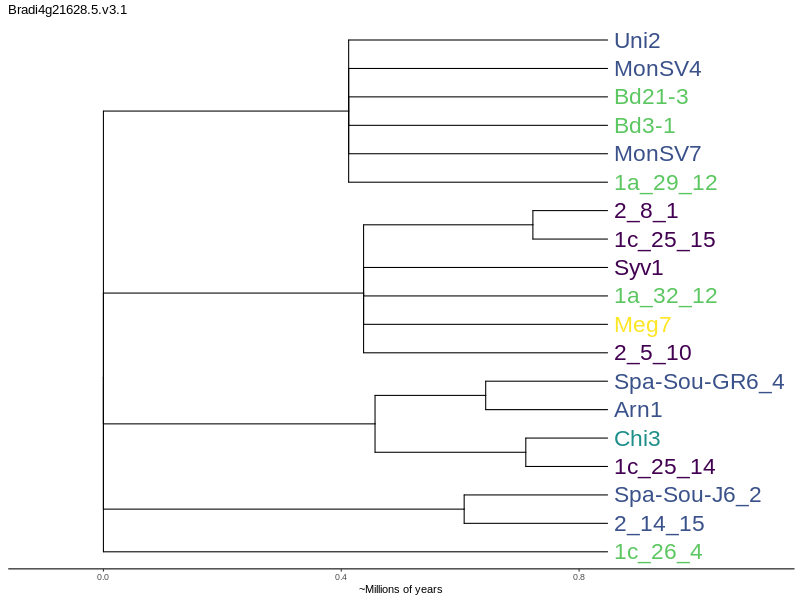 Bradi4g21628.5.v3.1
Uni2
MonSV4
Bd21-3
Bd3-1
MonSV7
1a_29_12
2_8_1
1c_25_15
Syv1
1a_32_12
Meg7
2_5_10
Spa-Sou-GR6_4
Arn1
Chi3
1c_25_14
Spa-Sou-J6_2
2_14_15
1c_26_4
0.0 0.4 0.8
~Millions of years